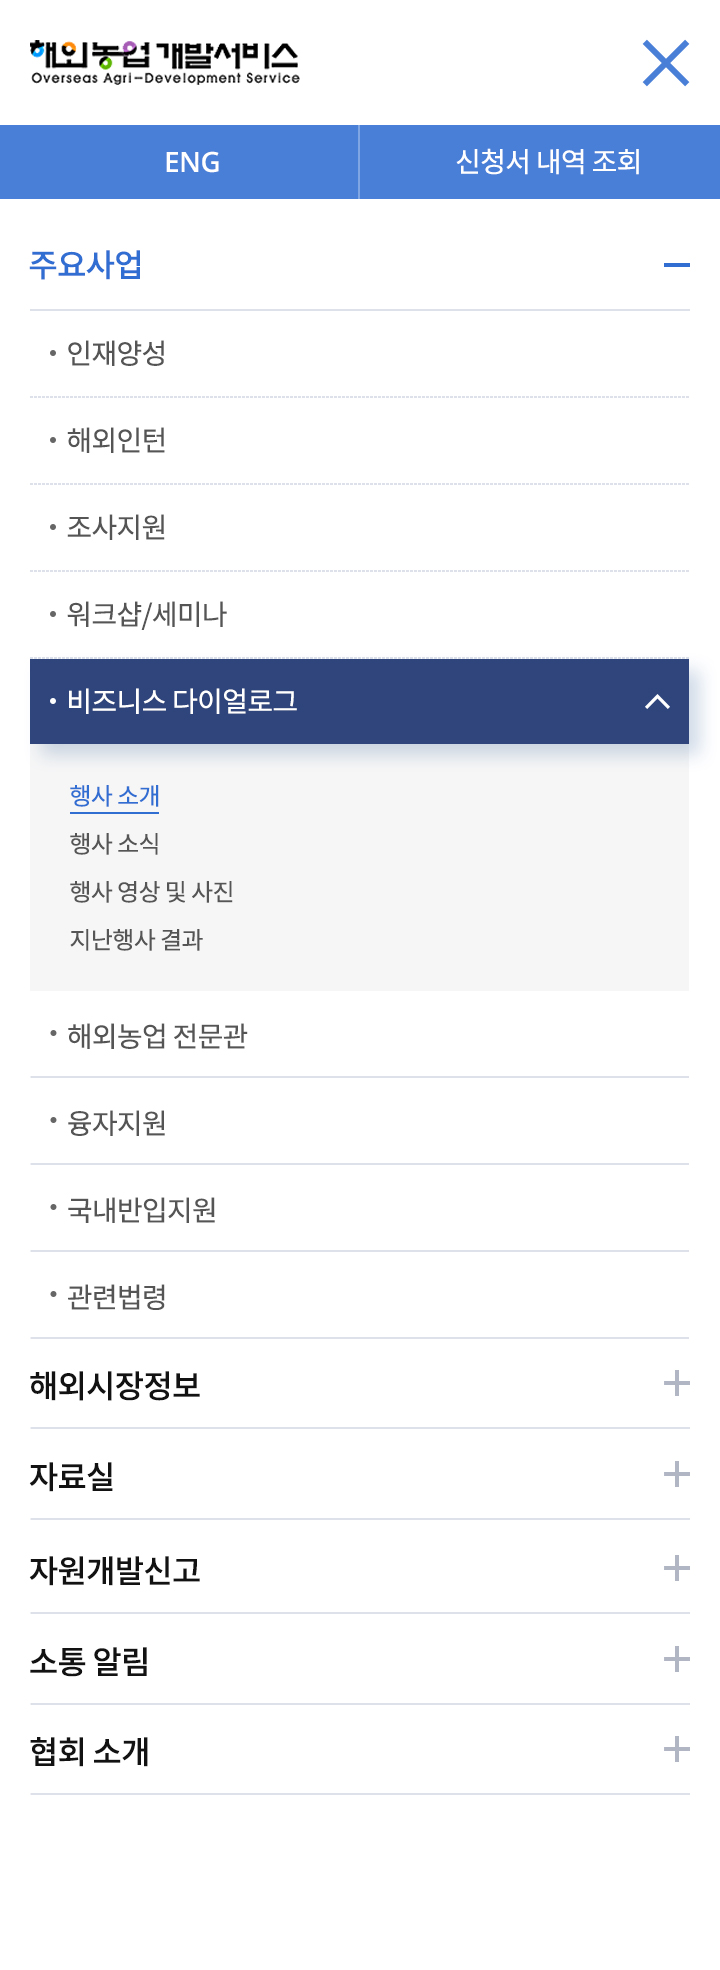 해외농업개발서비스
Overseas Agri-Development Service
ENG
신청서 내역 조회
주요사업
• 인재양성
• 해외인턴
• 조사지원
• 워크샵/세미나
• 비즈니스 다이얼로그
행사 소개
행사 소식
행사 영상 및 사진
지난행사 결과
• 해외농업 전문관
• 융자지원
• 국내반입지원
• 관련법령
해외시장정보
자료실
자원개발신고
소통 알림
협회 소개